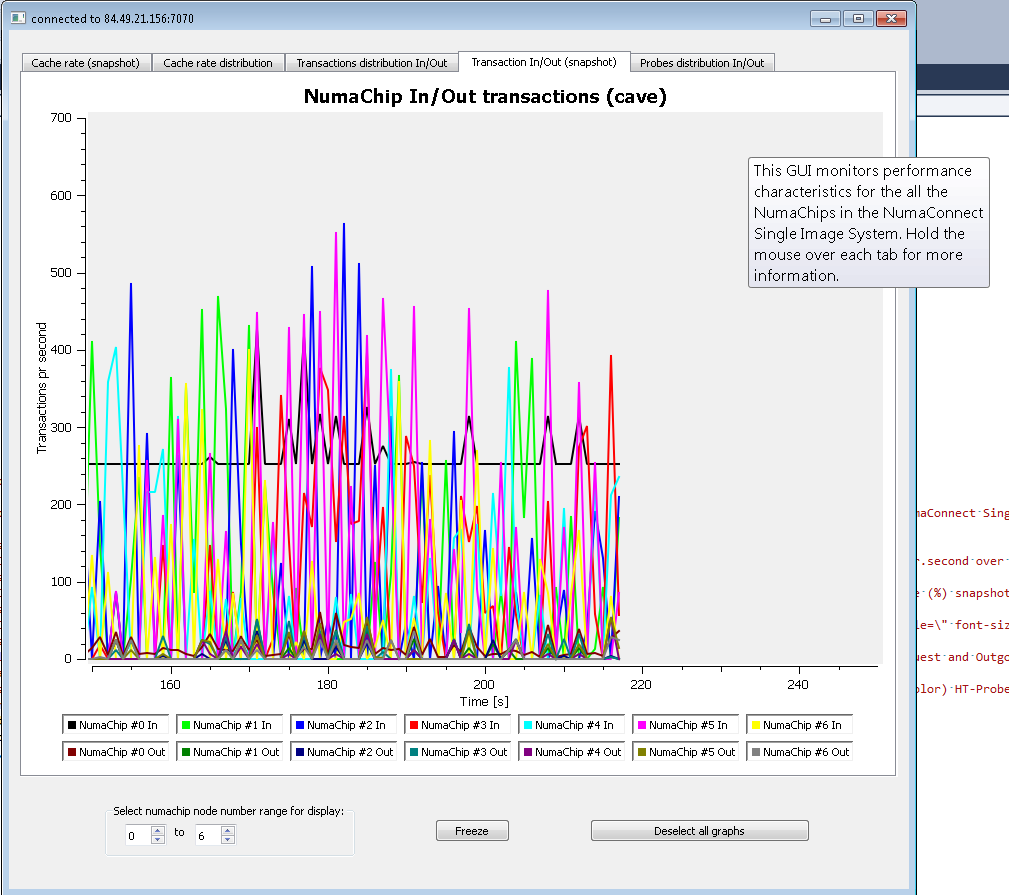 connected to 84.49.21.156:7070
Cache rate (snapshot) Cache rate distribution Transactions distribution In/Out Transaction In/Out (snapshot) Probes distribution In/Out
NumaChip In/Out transactions (cave)
700
600
500
400
300
200
100
0
Transactions pr second
160 180 200 220 240
Time [s]
This GUI monitors performance
characteristics for the all the
NumaChips in the NumaConnect
Single Image System. Hold the
mouse over each tab for more
information.
NumaChip #0 In NumaChip #1 In NumaChip #2 In NumaChip #3 In NumaChip #4 In NumaChip #5 In NumaChip #6 In
NumaChip #0 Out NumaChip #1 Out NumaChip #2 Out NumaChip #3 Out NumaChip #4 Out NumaChip #5 Out NumaChip #6 Out
Select numachip node number range for display:
0 to 6
Freeze
Deselect all graphs
maConnect Sing
r.second over
e (%) snapshot
le=\" font-siz
uest and Outgo
olor) HT-Probe